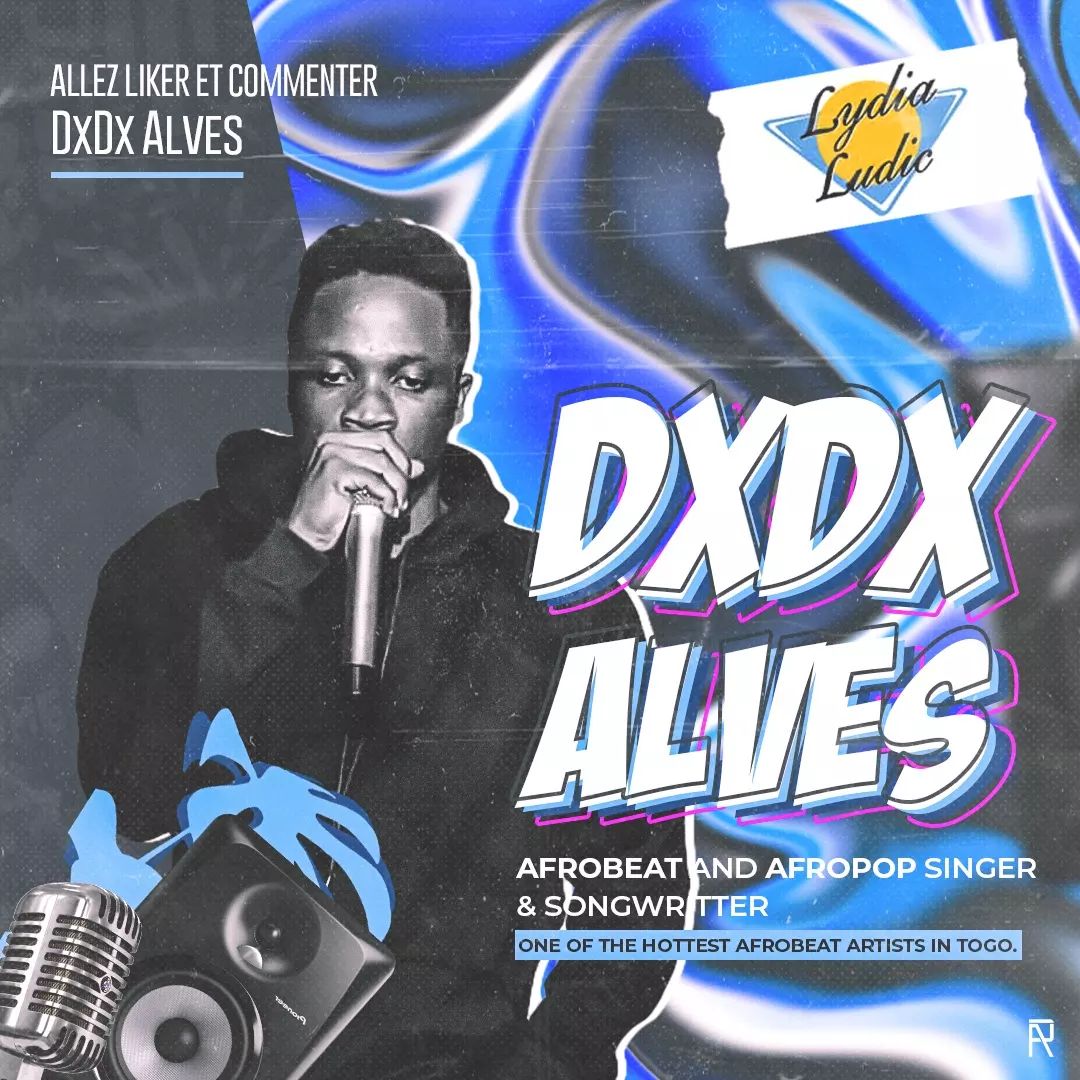 ALLEZ LIKER ET COMMENTER
DXDX ALVES
Lydia
Ludic
DXDX
ALVES
AFROBEAT AND AFROPOP SINGER
& SONGWRITTER
ONE OF THE HOTTEST AFROBEAT ARTISTS IN TOGO.
Pioneer